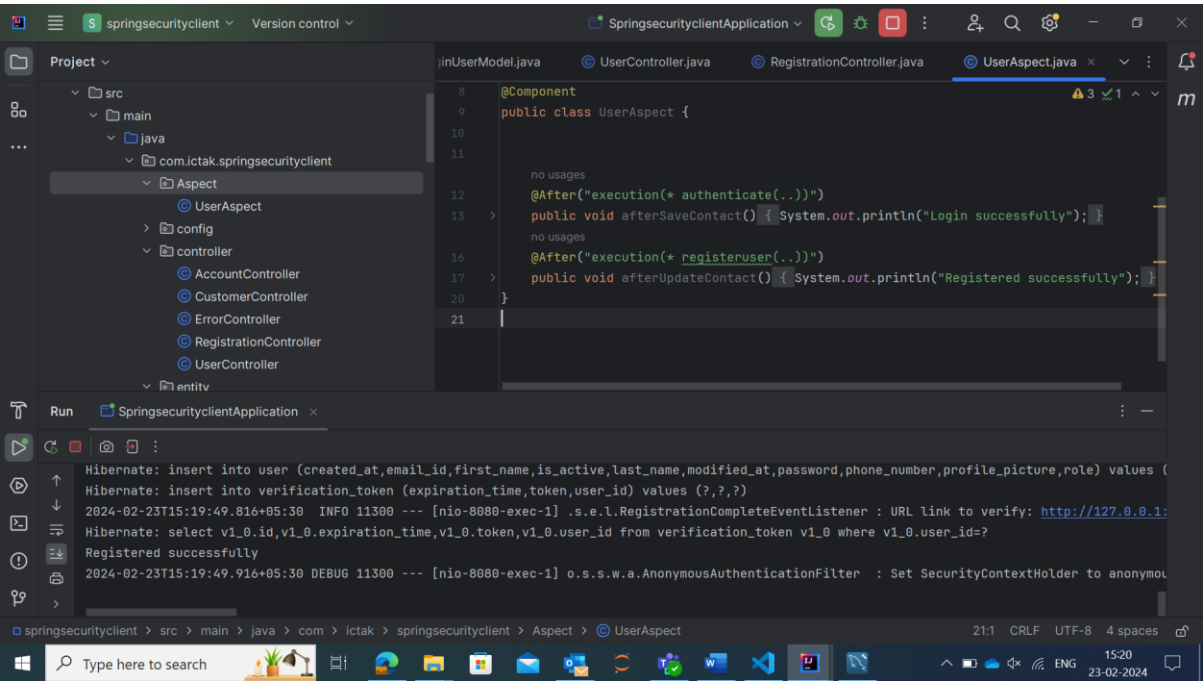 S springsecurityclient Version control SpringsecurityclientApplication
Project
inUserModel.java UserController.java RegistrationController.java UserAspect.java
src
main
java
com.ictak.springsecurityclient
Aspect
UserAspect
config
controller
AccountController
CustomerController
ErrorController
RegistrationController
UserController
entity
3 1
m
8 @Component
9 public class UserAspect {
10
11
no usages
12 @After("execution(* authenticate(..))")
13 public void afterSaveContact() { System.out.println("Login successfully"); }
no usages
16 @After("execution(* registeruser(..))")
17 public void afterUpdateContact() { System.out.println("Registered successfully"); }
20 }
21
Run SpringsecurityclientApplication
Hibernate: insert into user (created_at,email_id,first_name,is_active,last_name,modified_at,password,phone_number,profile_picture,role) values (
Hibernate: insert into verification_token (expiration_time,token,user_id) values (?,?,?)
2024-02-23T15:19:49.816+05:30 INFO 11300 --- [nio-8080-exec-1] .s.e.l.RegistrationCompleteEventListener : URL link to verify: http://127.0.0.1:
Hibernate: select v1_0.id,v1_0.expiration_time,v1_0.token,v1_0.user_id from verification_token v1_0 where v1_0.user_id=?
Registered successfully
2024-02-23T15:19:49.916+05:30 DEBUG 11300 --- [nio-8080-exec-1] o.s.s.w.a.AnonymousAuthenticationFilter : Set SecurityContextHolder to anonymou
springsecurityclient > src > main > java > com > ictak > springsecurityclient > Aspect > UserAspect 21:1 CRLF UTF-8 4 spaces
Type here to search ENG 15:20
23-02-2024